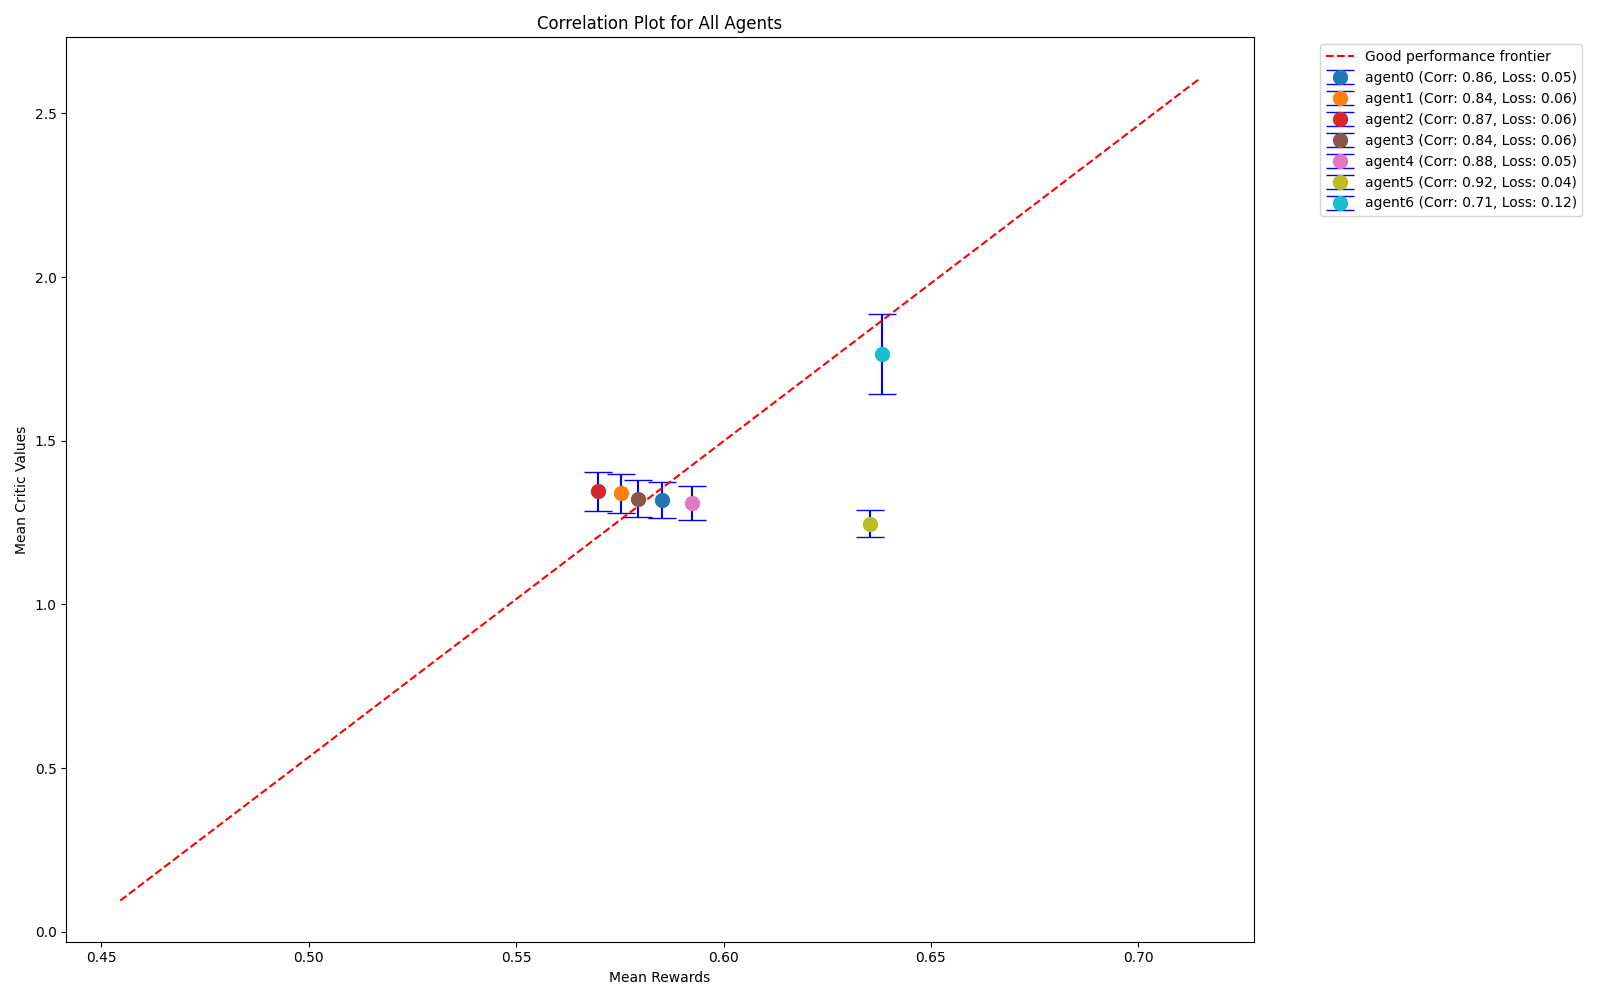 Correlation Plot for All Agents
Good performance frontier
agent0 (Corr: 0.86, Loss: 0.05)
agent1 (Corr: 0.84, Loss: 0.06)
agent2 (Corr: 0.87, Loss: 0.06)
agent3 (Corr: 0.84, Loss: 0.06)
agent4 (Corr: 0.88, Loss: 0.05)
agent5 (Corr: 0.92, Loss: 0.04)
agent6 (Corr: 0.71, Loss: 0.12)
Mean Critic Values
2.5
2.0
1.5
1.0
0.5
0.0
0.45 0.50 0.55 0.60 0.65 0.70
Mean Rewards